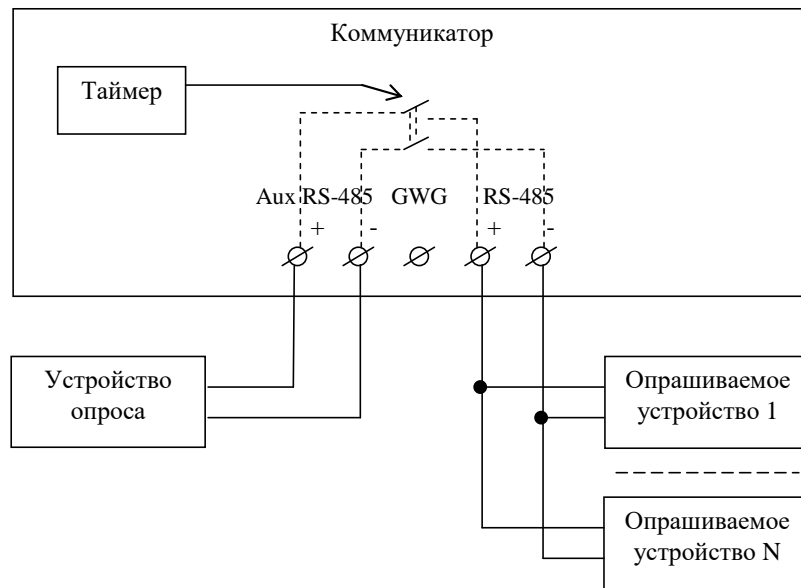 Коммуникатор
Таймер
Aux RS-485 GWG RS-485
+ - + -
Устройство
опроса
Опрашиваемое
устройство 1
Опрашиваемое
устройство N